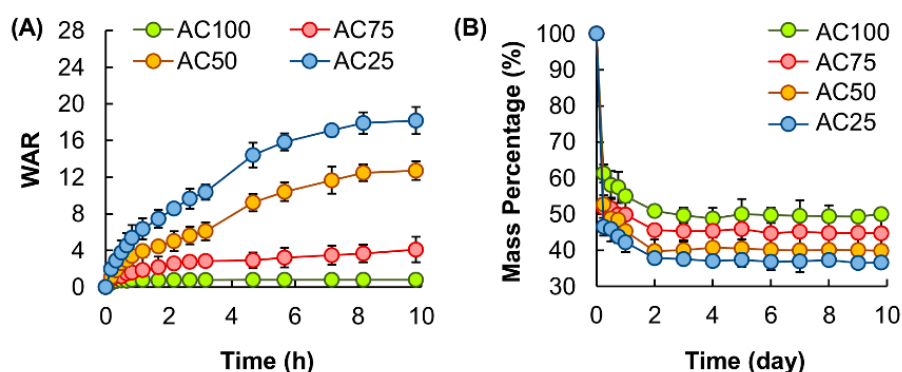 (A)
28
24
20
16
12
8
4
0
WAR
AC100
AC75
AC50
AC25
0
2
4
6
8
10
Time (h)
(B)
100
90
80
70
60
50
40
30
Mass Percentage (%)
AC100
AC75
AC50
AC25
0
2
4
6
8
10
Time (day)